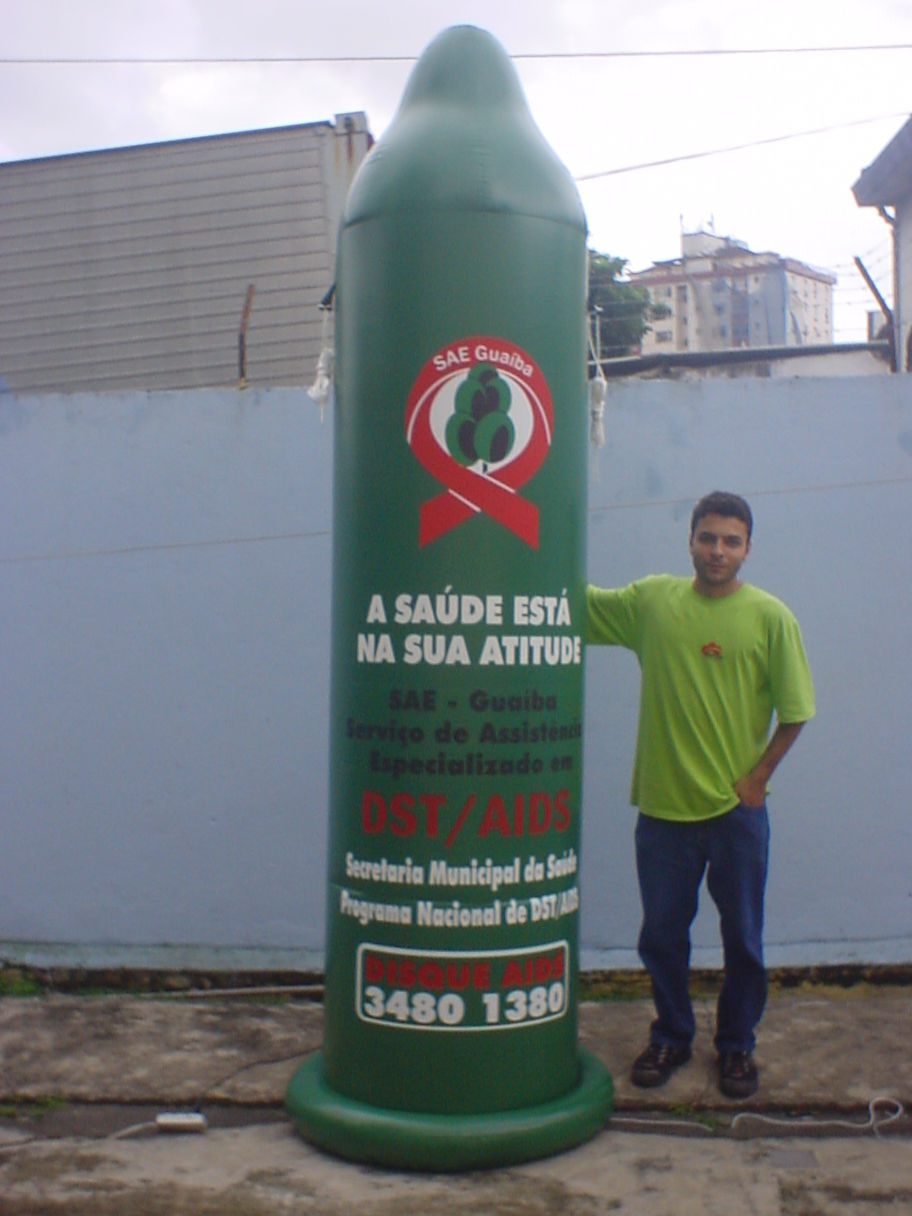 SAE Guaíba
A SAÚDE ESTÁ
NA SUA ATITUDE
SAE - Guaíba
Serviço de Assistência
Especializado em
DST/AIDS
Secretaria Municipal da Saúde
Programa Nacional de DST/AIDS
DISQUE AIDS
3480 1380